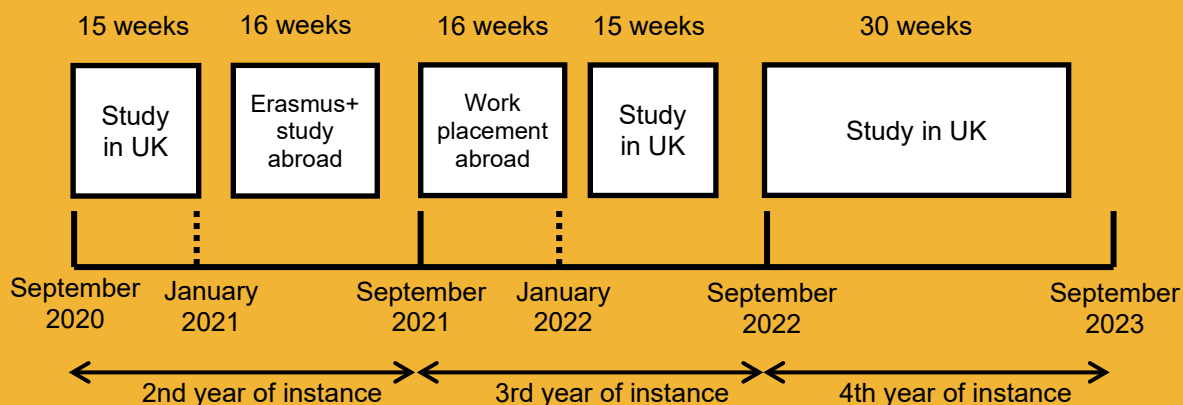 15 weeks
16 weeks
16 weeks
15 weeks
30 weeks
Study
in UK
Erasmus+
study
abroad
Work
placement
abroad
Study
in UK
Study in UK
September
2020
January
2021
September
2021
January
2022
September
2022
September
2023
2nd year of instance
3rd year of instance
4th year of instance